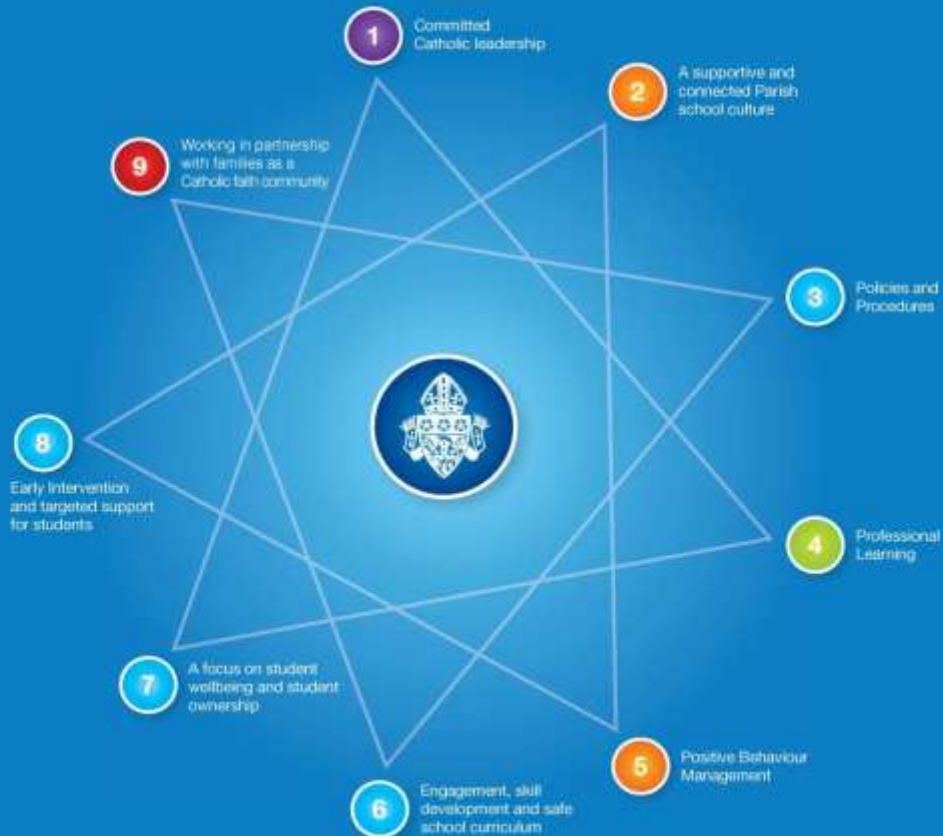 1
Committed
Catholic leadership
2
A supportive and
connected Parish
school culture
3
Policies and
Procedures
4
Professional
Learning
5
Positive Behaviour
Management
6
Engagement, skill
development and safe
school curriculum
7
A focus on student
wellbeing and student
ownership
8
Early Intervention
and targeted support
for students
9
Working in partnership
with families as a
Catholic faith community